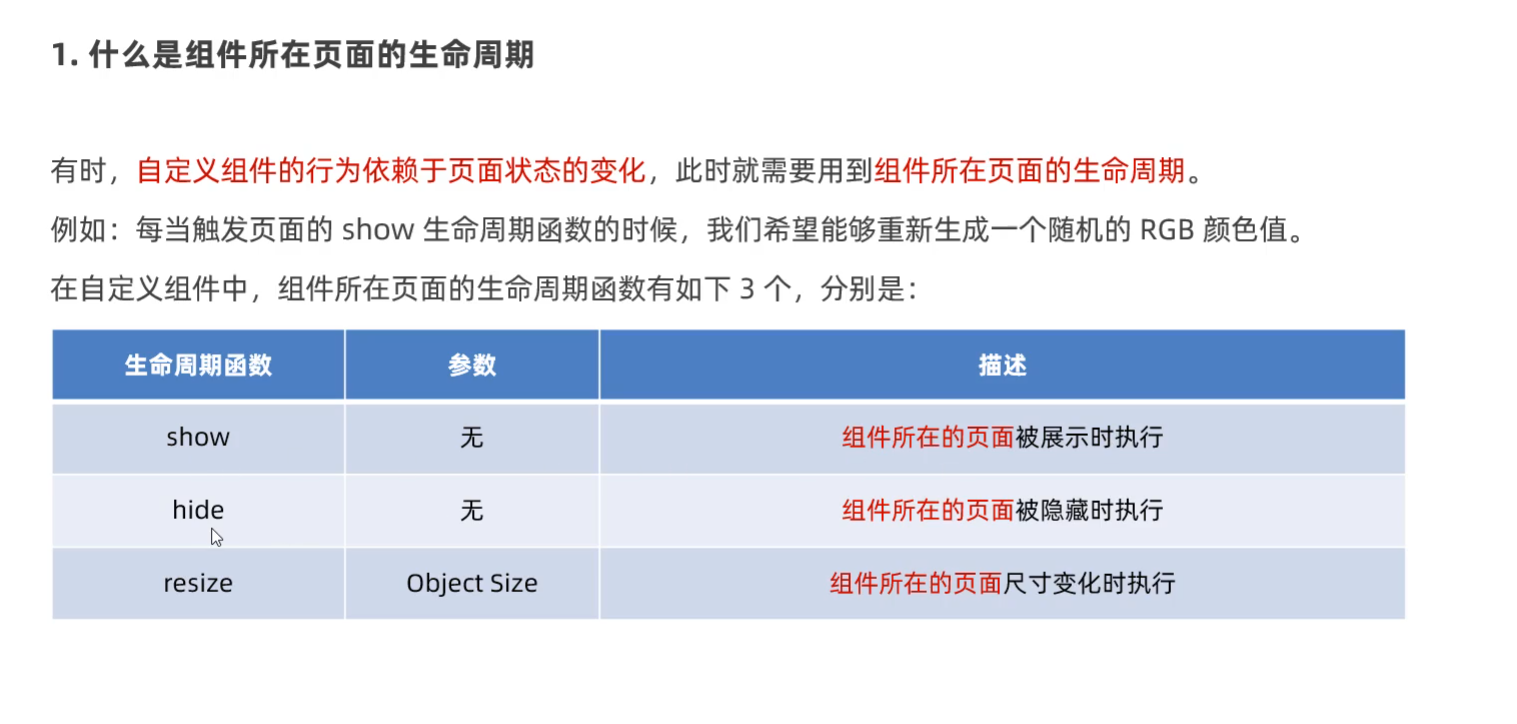 1. 什么是组件所在页面的生命周期
有时，自定义组件的行为依赖于页面状态的变化，此时就需要用到组件所在页面的生命周期。
例如：每当触发页面的 show 生命周期函数的时候，我们希望能够重新生成一个随机的 RGB 颜色值。
在自定义组件中，组件所在页面的生命周期函数有如下 3 个，分别是：
生命周期函数 参数 描述
show 无 组件所在的页面被展示时执行
hide 无 组件所在的页面被隐藏时执行
resize Object Size 组件所在的页面尺寸变化时执行